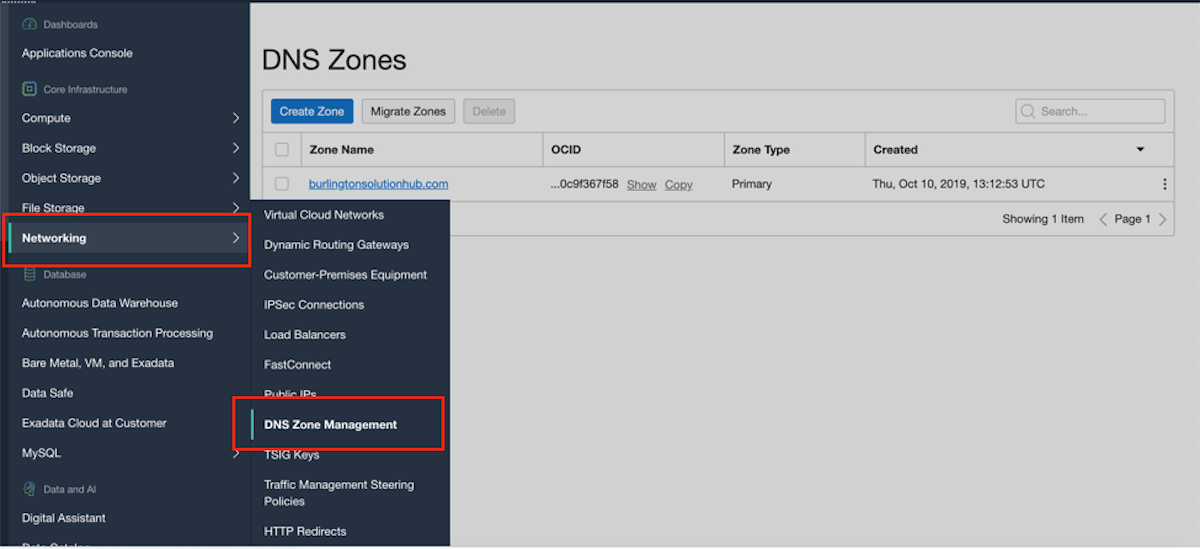 Dashboards
Applications Console
Core Infrastructure
Compute
Block Storage
Object Storage
File Storage
Networking
Database
Autonomous Data Warehouse
Autonomous Transaction Processing
Bare Metal, VM, and Exadata
Data Safe
Exadata Cloud at Customer
MySQL
Data and AI
Digital Assistant
Data Catalog
Virtual Cloud Networks
Dynamic Routing Gateways
Customer-Premises Equipment
IPSec Connections
Load Balancers
FastConnect
Public IPs
DNS Zone Management
TSIG Keys
Traffic Management Steering
Policies
HTTP Redirects
DNS Zones
Create Zone Migrate Zones Delete Search...
Zone Name OCID Zone Type Created
burlingtonsolutionhub.com ...0c9f367f58 Show Copy Primary Thu, Oct 10, 2019, 13:12:53 UTC
Showing 1 Item Page 1